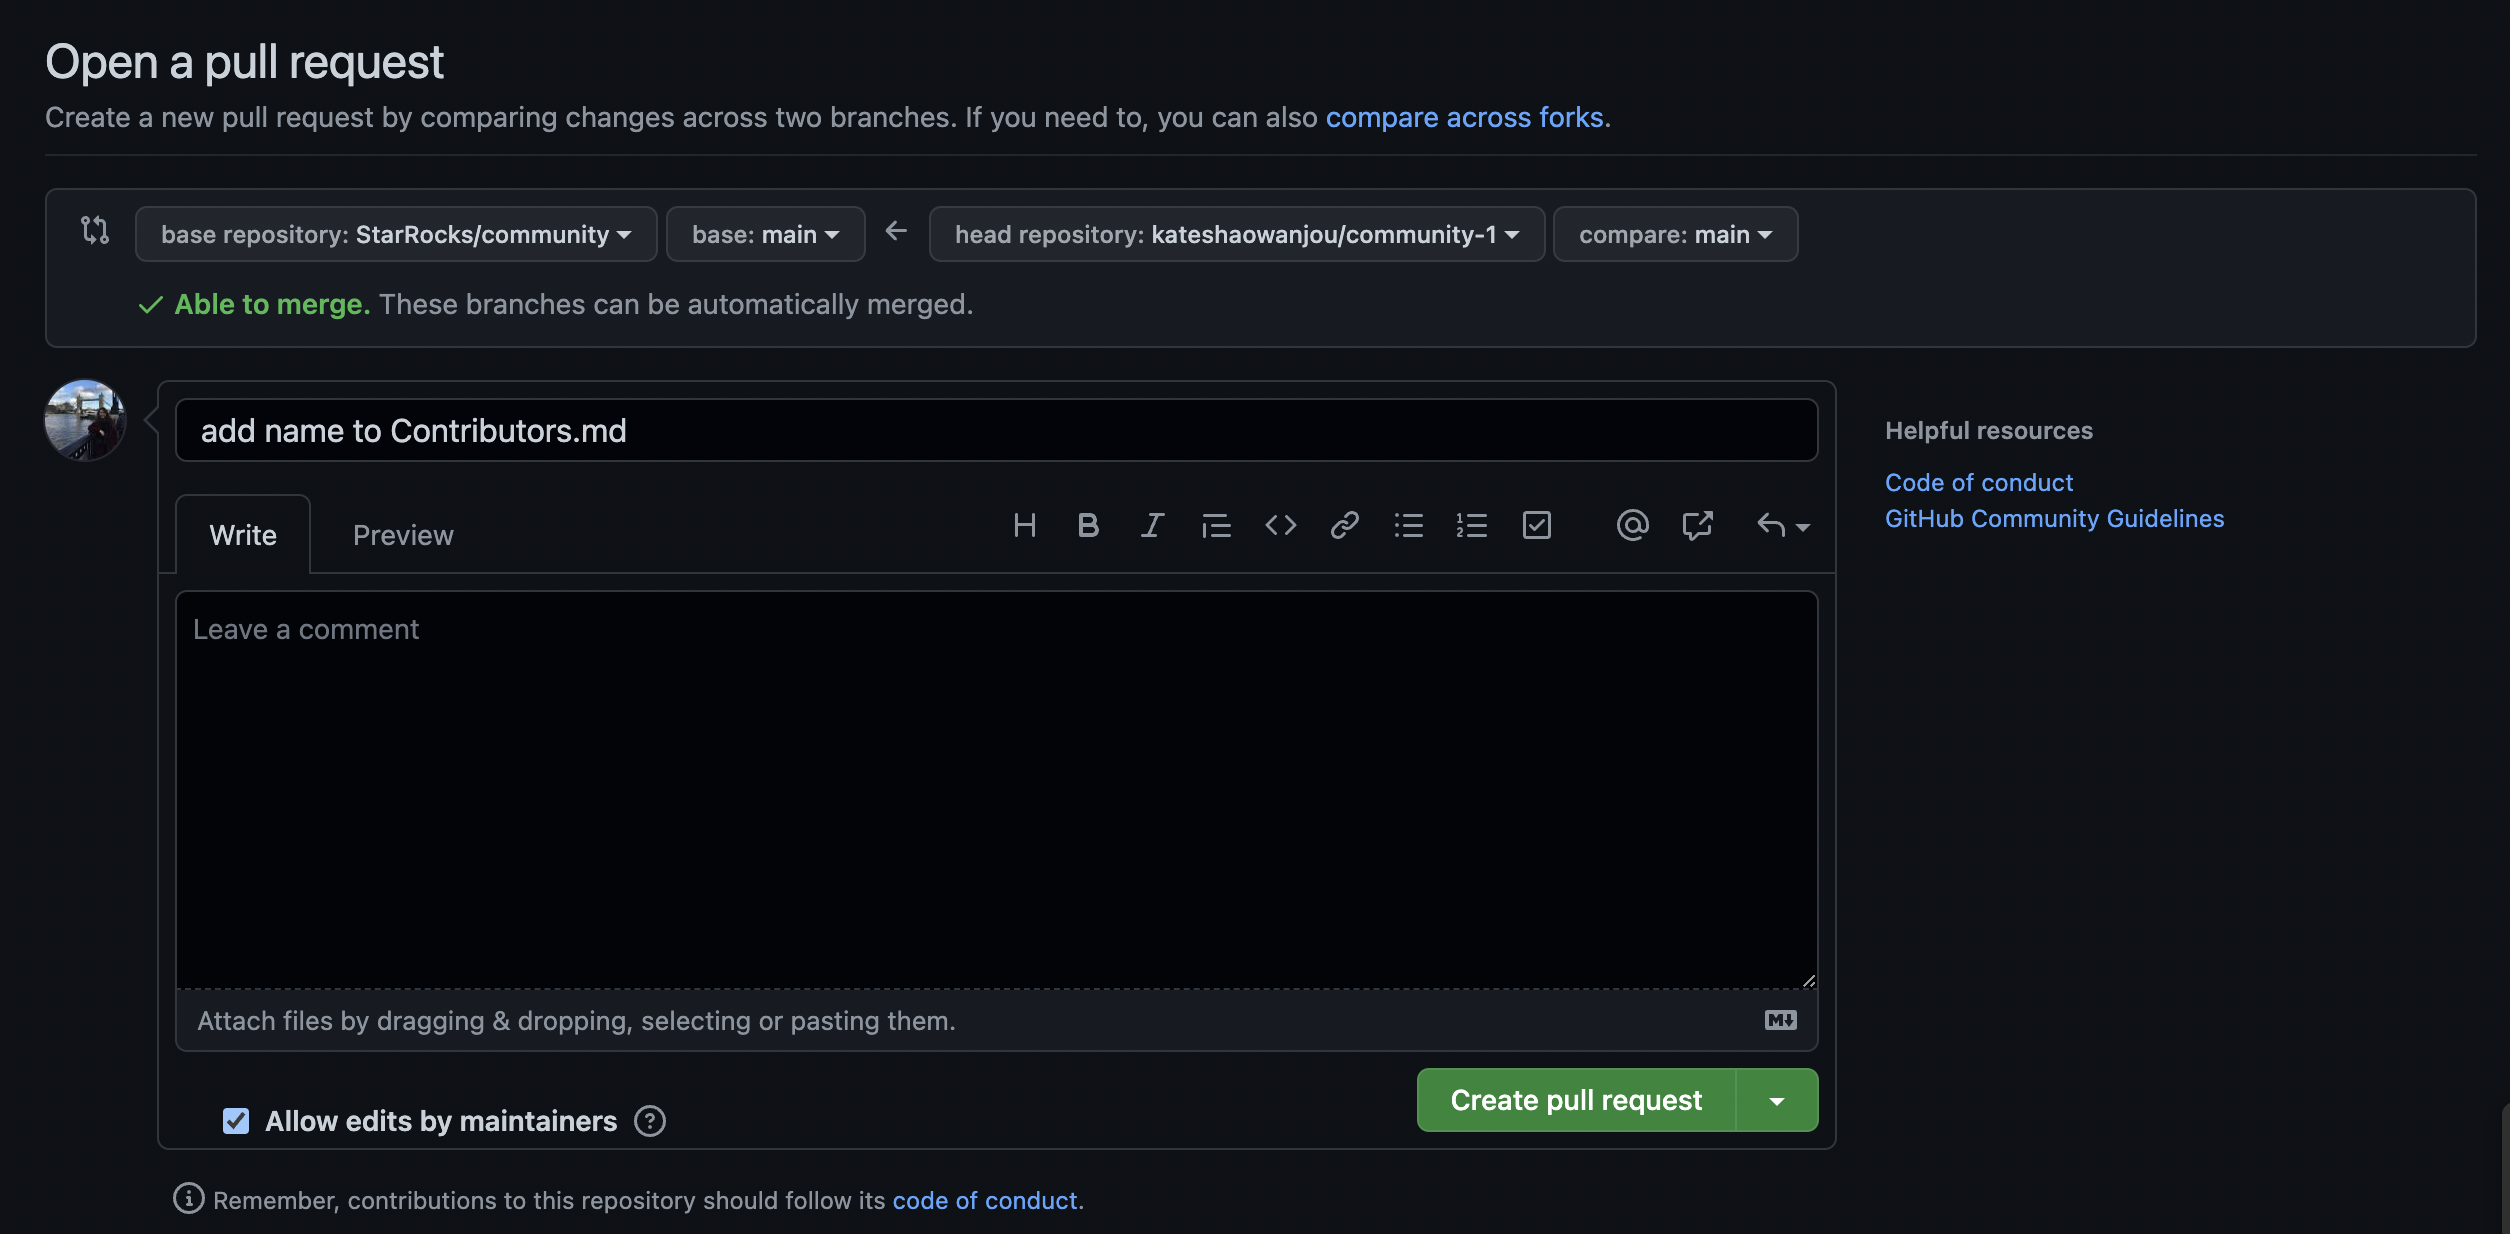 Open a pull request
Create a new pull request by comparing changes across two branches. If you need to, you can also compare across forks.
base repository: StarRocks/community base: main ← head repository: kateshaowanjou/community-1 compare: main
Able to merge. These branches can be automatically merged.
add name to Contributors.md
Helpful resources
Code of conduct
GitHub Community Guidelines
Write Preview
Leave a comment
Attach files by dragging & dropping, selecting or pasting them.
Allow edits by maintainers
Create pull request
Remember, contributions to this repository should follow its code of conduct.